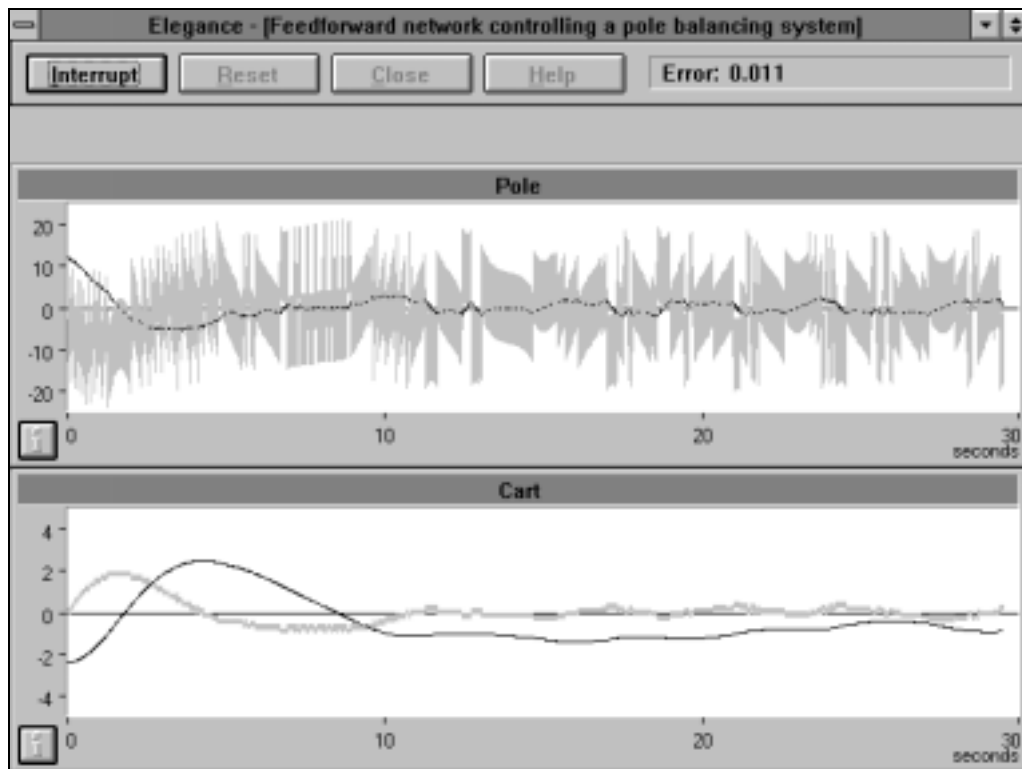 Elegance - [Feedforward network controlling a pole balancing system]
Interrupt Reset Close Help Error: 0.011
Pole
20
10
0
-10
-20
0 10 20 30
seconds
Cart
4
2
0
-2
-4
0 10 20 30
seconds